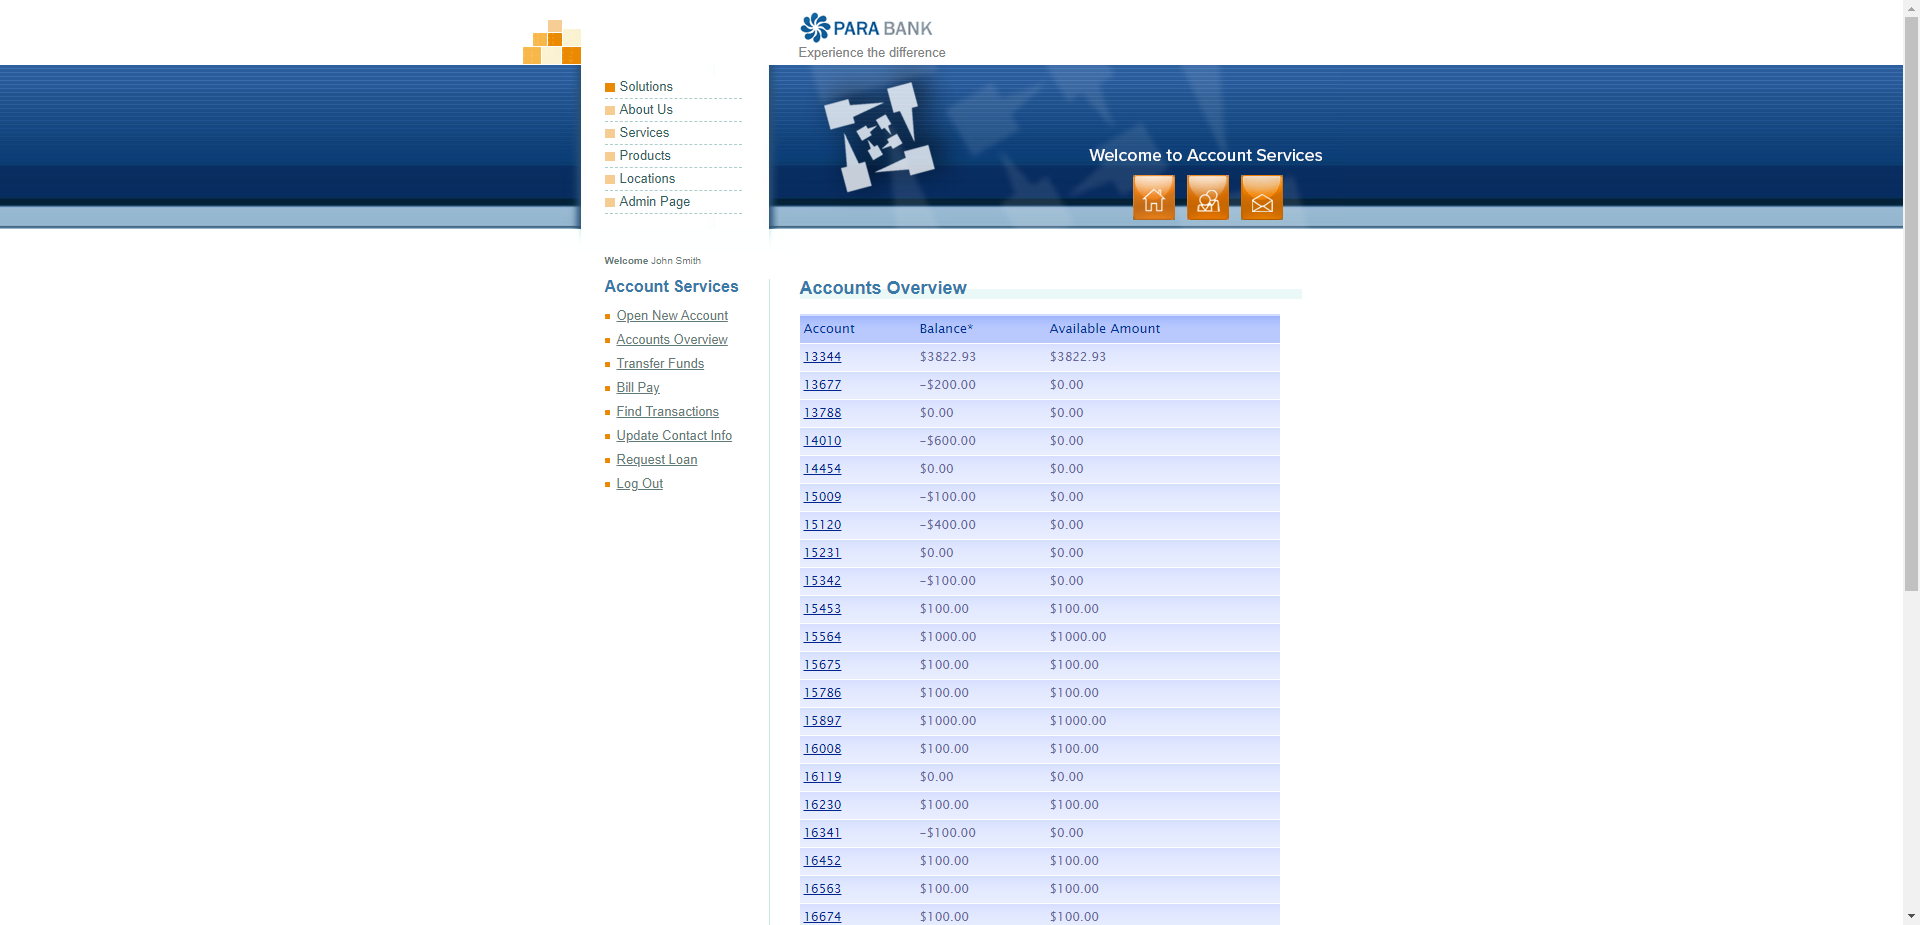 PARA BANK
Experience the difference
Solutions
About Us
Services
Products
Locations
Admin Page
Welcome to Account Services
Welcome John Smith
Account Services
Open New Account
Accounts Overview
Transfer Funds
Bill Pay
Find Transactions
Update Contact Info
Request Loan
Log Out
Accounts Overview
Account Balance* Available Amount
13344 $3822.93 $3822.93
13677 -$200.00 $0.00
13788 $0.00 $0.00
14010 -$600.00 $0.00
14454 $0.00 $0.00
15009 -$100.00 $0.00
15120 -$400.00 $0.00
15231 $0.00 $0.00
15342 -$100.00 $0.00
15453 $100.00 $100.00
15564 $1000.00 $1000.00
15675 $100.00 $100.00
15786 $100.00 $100.00
15897 $1000.00 $1000.00
16008 $100.00 $100.00
16119 $0.00 $0.00
16230 $100.00 $100.00
16341 -$100.00 $0.00
16452 $100.00 $100.00
16563 $100.00 $100.00
16674 $100.00 $100.00